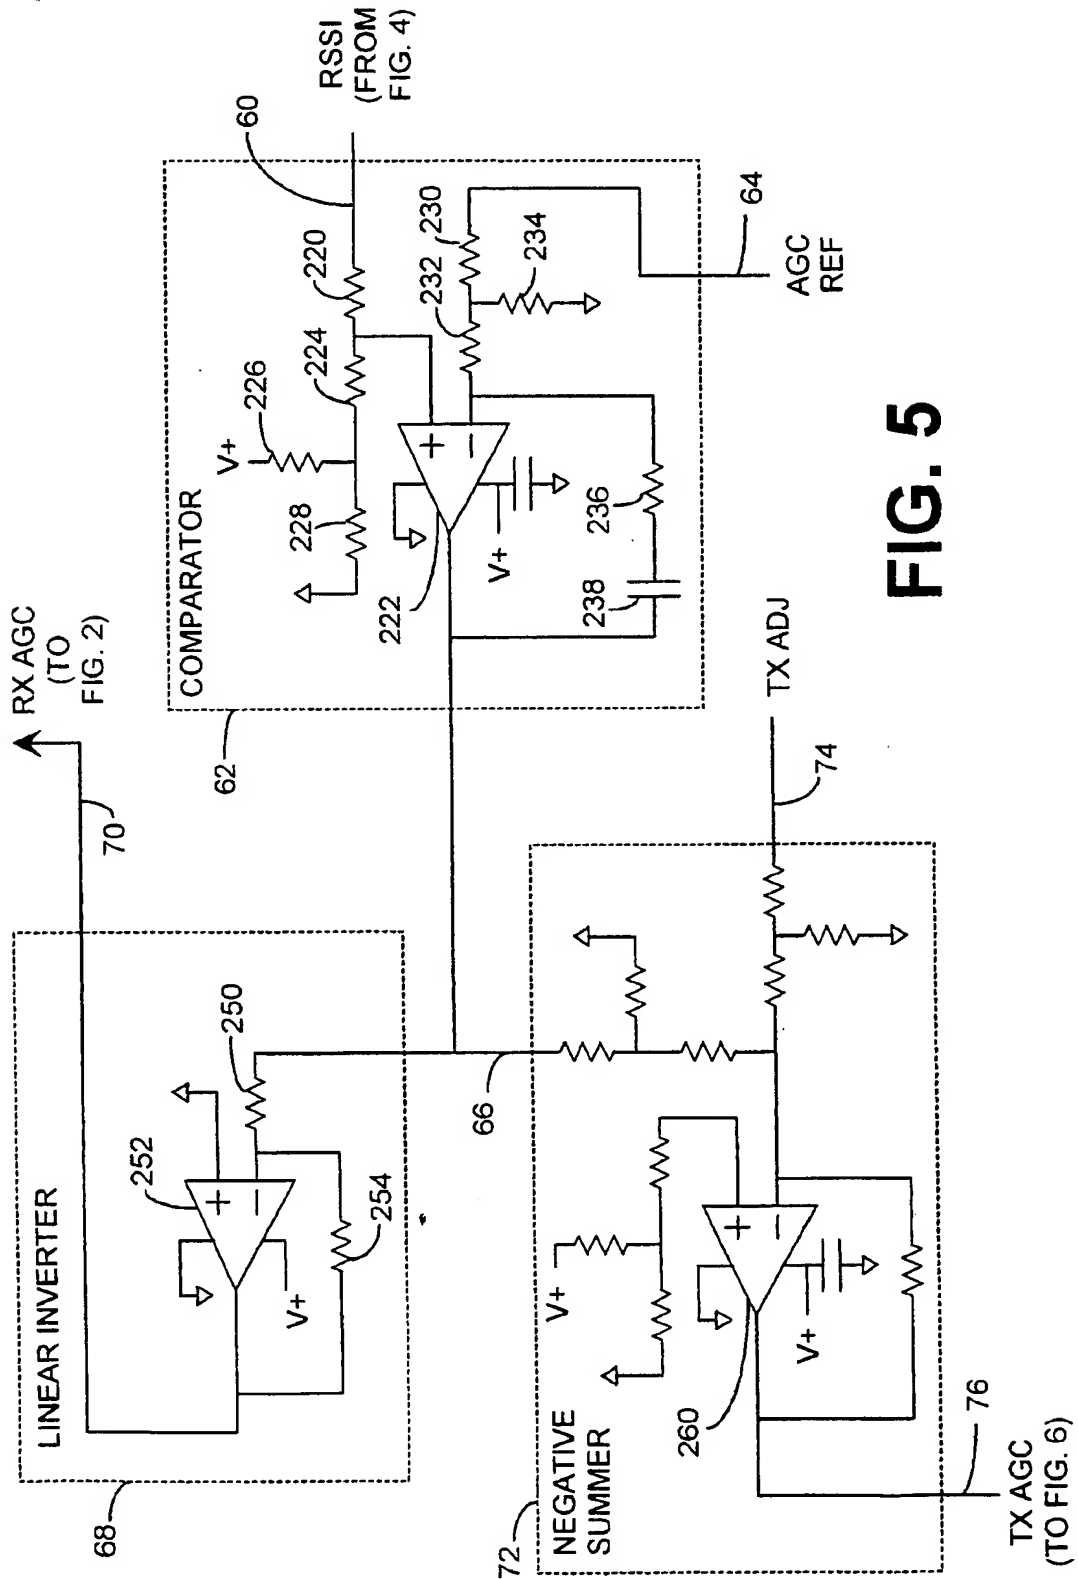 RX AGC
(TO
FIG. 2)
70
RSSI
(FROM
FIG. 4)
60
COMPARATOR
62
V+
226
228
224
220
+
−
222
V+
232
230
234
236
238
64
AGC
REF
LINEAR INVERTER
68
252
+
−
V+
250
254
66
NEGATIVE
SUMMER
72
V+
+
−
260
V+
74
TX ADJ
76
TX AGC
(TO FIG. 6)
FIG. 5